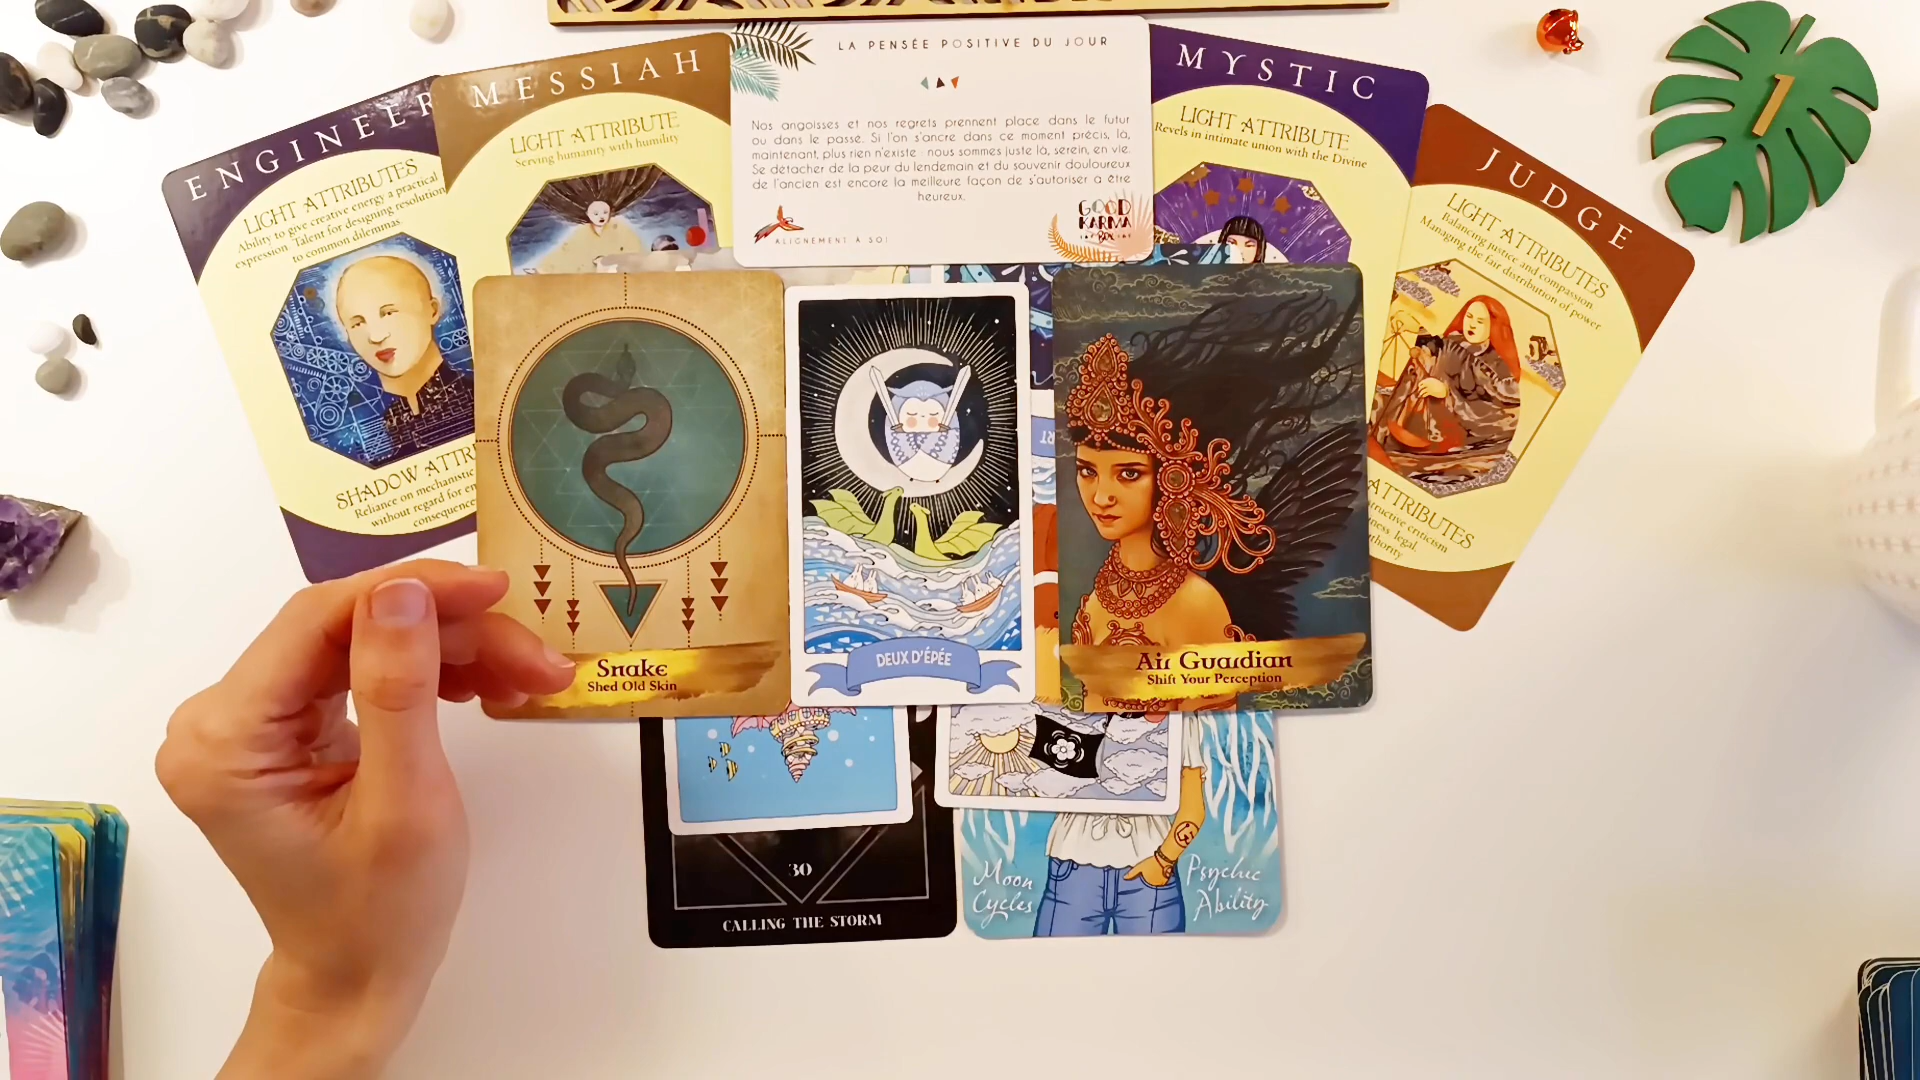 ENGINEER
LIGHT ATTRIBUTES
Ability to give creative energy a practical
expression. Talent for designing resolutions
to common dilemmas.
SHADOW
Reliance on mechanistic
without regard for
consequences
MESSIAH
LIGHT ATTRIBUTE
Serving humanity with humility
LA PENSÉE POSITIVE DU JOUR
Nos angoisses et nos regrets prennent place dans le futur
ou dans le passé. Si l'on s'ancre dans ce moment précis, là,
maintenant, plus rien n'existe : nous sommes juste là, serein, en vie.
Se détacher de la peur du lendemain et du souvenir douloureux
de l'ancien est encore la meilleure façon de s'autoriser a être
heureux.
ALIGNEMENT À SOI
GOOD
KARMA
BOX
MYSTIC
LIGHT ATTRIBUTE
Revels in intimate union with the Divine
JUDGE
LIGHT ATTRIBUTES
Balancing justice and compassion
Managing the fair distribution of power
ATTRIBUTES
criticism
legal.
Snake
Shed Old Skin
DEUX D'ÉPÉE
Air Guardian
Shift Your Perception
30
CALLING THE STORM
Moon
Cycles
Psychic
Ability
1